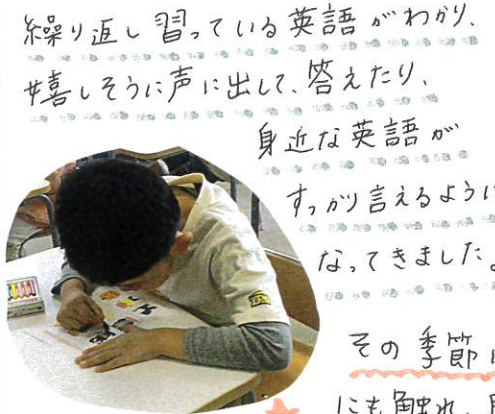 繰り返し習っている英語がわかり、
嬉しそうに声に出して、答えたり、
身近な英語が
すっかり言えるように
なってきました。
その季節
にも触れ、